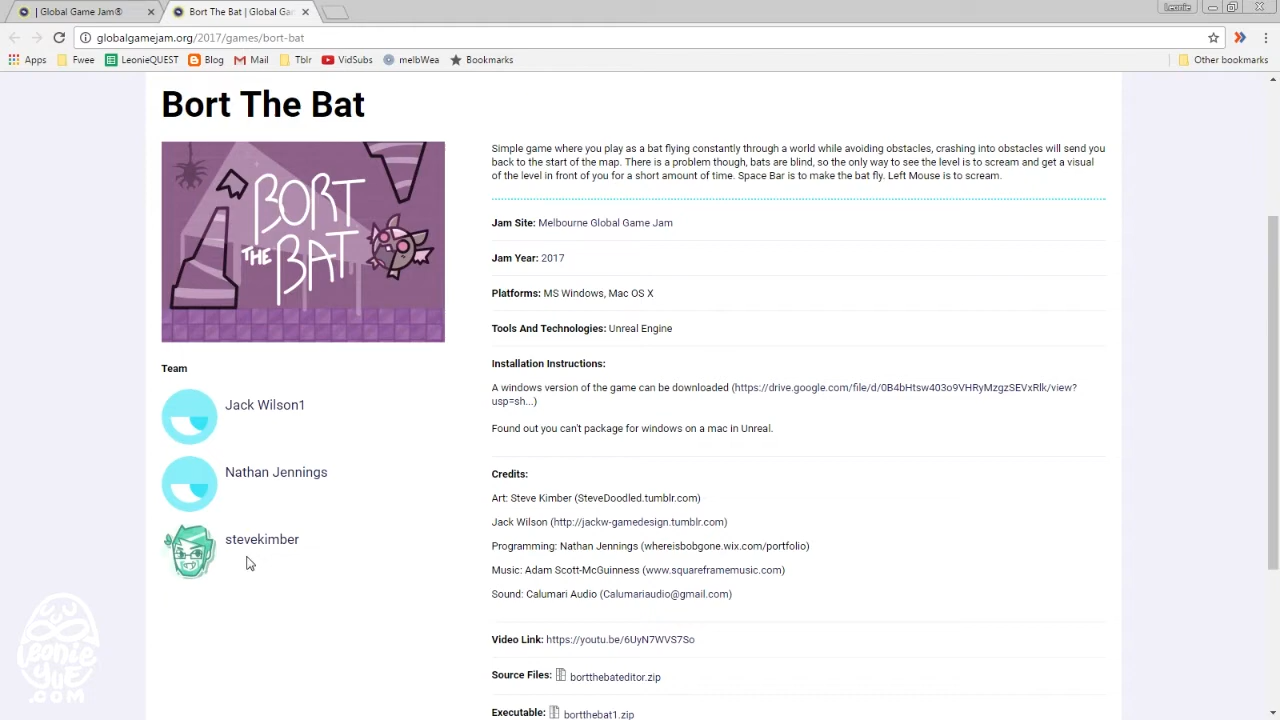 | Global Game Jam®
Bort The Bat | Global Ga
Leonie
globalgamejam.org/2017/games/bort-bat
Apps
Fwee
LeonieQUEST
Blog
Mail
Tblr
VidSubs
melbWea
Bookmarks
Other bookmarks
Bort The Bat
BORT
THE BAT
Team
Jack Wilson1
Nathan Jennings
stevekimber
Simple game where you play as a bat flying constantly through a world while avoiding obstacles, crashing into obstacles will send you
back to the start of the map. There is a problem though, bats are blind, so the only way to see the level is to scream and get a visual
of the level in front of you for a short amount of time. Space Bar is to make the bat fly. Left Mouse is to scream.
Jam Site: Melbourne Global Game Jam
Jam Year: 2017
Platforms: MS Windows, Mac OS X
Tools And Technologies: Unreal Engine
Installation Instructions:
A windows version of the game can be downloaded (https://drive.google.com/file/d/0B4bHtsw403o9VHRyMzgzSEVxRlk/view?
usp=sh...)
Found out you can't package for windows on a mac in Unreal.
Credits:
Art: Steve Kimber (SteveDoodled.tumblr.com)
Jack Wilson (http://jackw-gamedesign.tumblr.com)
Programming: Nathan Jennings (whereisbobgone.wix.com/portfolio)
Music: Adam Scott-McGuinness (www.squareframemusic.com)
Sound: Calumari Audio (Calumariaudio@gmail.com)
Video Link: https://youtu.be/6UyN7WVS7So
Source Files: bortthebateditor.zip
Executable: bortthebat1.zip
Leonie
YUE
.COM